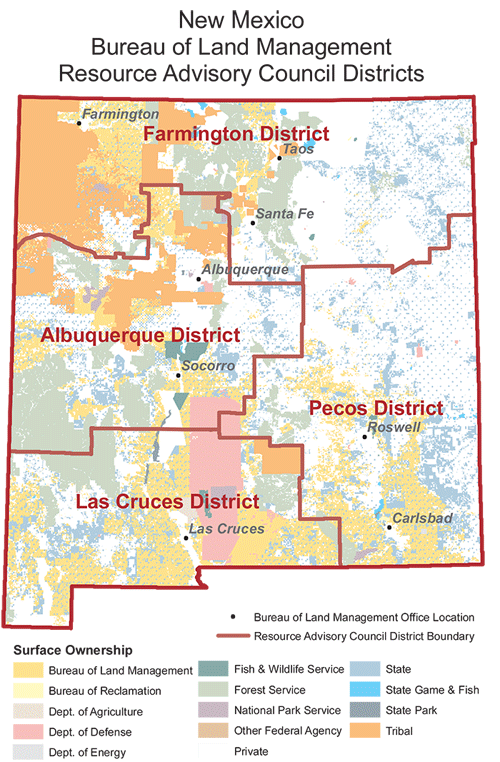 New Mexico
Bureau of Land Management
Resource Advisory Council Districts
Farmington
Farmington District
Taos
Santa Fe
Albuquerque
Albuquerque District
Socorro
Pecos District
Roswell
Las Cruces District
Carlsbad
Las Cruces
Bureau of Land Management Office Location
Resource Advisory Council District Boundary
Surface Ownership
Bureau of Land Management
Bureau of Reclamation
Dept. of Agriculture
Dept. of Defense
Dept. of Energy
Fish & Wildlife Service
Forest Service
National Park Service
Other Federal Agency
Private
State
State Game & Fish
State Park
Tribal